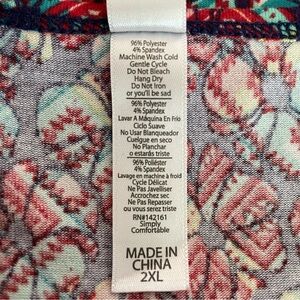 96% Polyester
4% Spandex
Machine Wash Cold
Gentle Cycle
Do Not Bleach
Hang Dry
Do Not Iron
or you'll be sad
96% Polyester
4% Spandex
Lavar A Máquina En Frío
Ciclo Suave
No Usar Blanqueador
Cuelgue en seco
No Planchar
o estarás triste
96% Poliéster
4% Spandex
Lavage en machine à froid
Cycle Délicat
Ne Pas Javelliser
Accrochez sec
Ne Pas Repasser
ou vous serez triste
RN#142161
Simply
Comfortable
MADE IN
CHINA
2XL